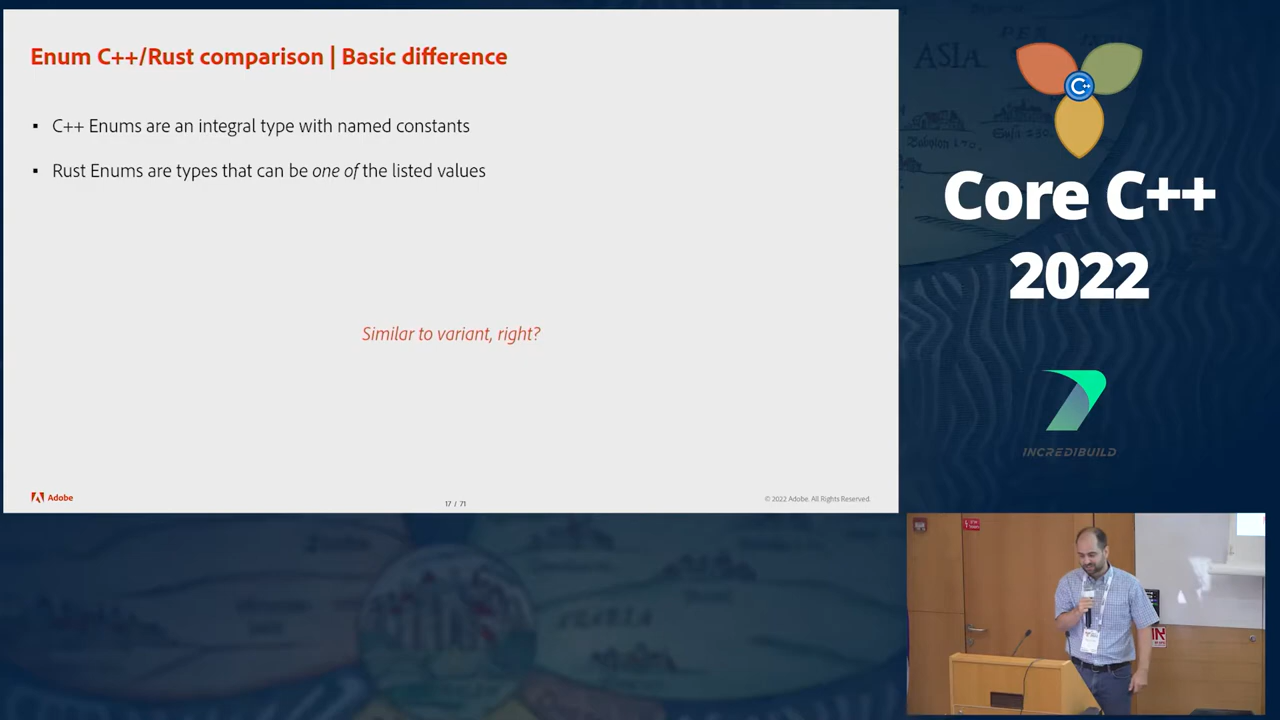 Enum C++/Rust comparison | Basic difference
▪ C++ Enums are an integral type with named constants
▪ Rust Enums are types that can be one of the listed values
Similar to variant, right?
Adobe
17 / 71
© 2022 Adobe. All Rights Reserved.
ASIA
C++
Core C++
2022
INCREDIBUILD